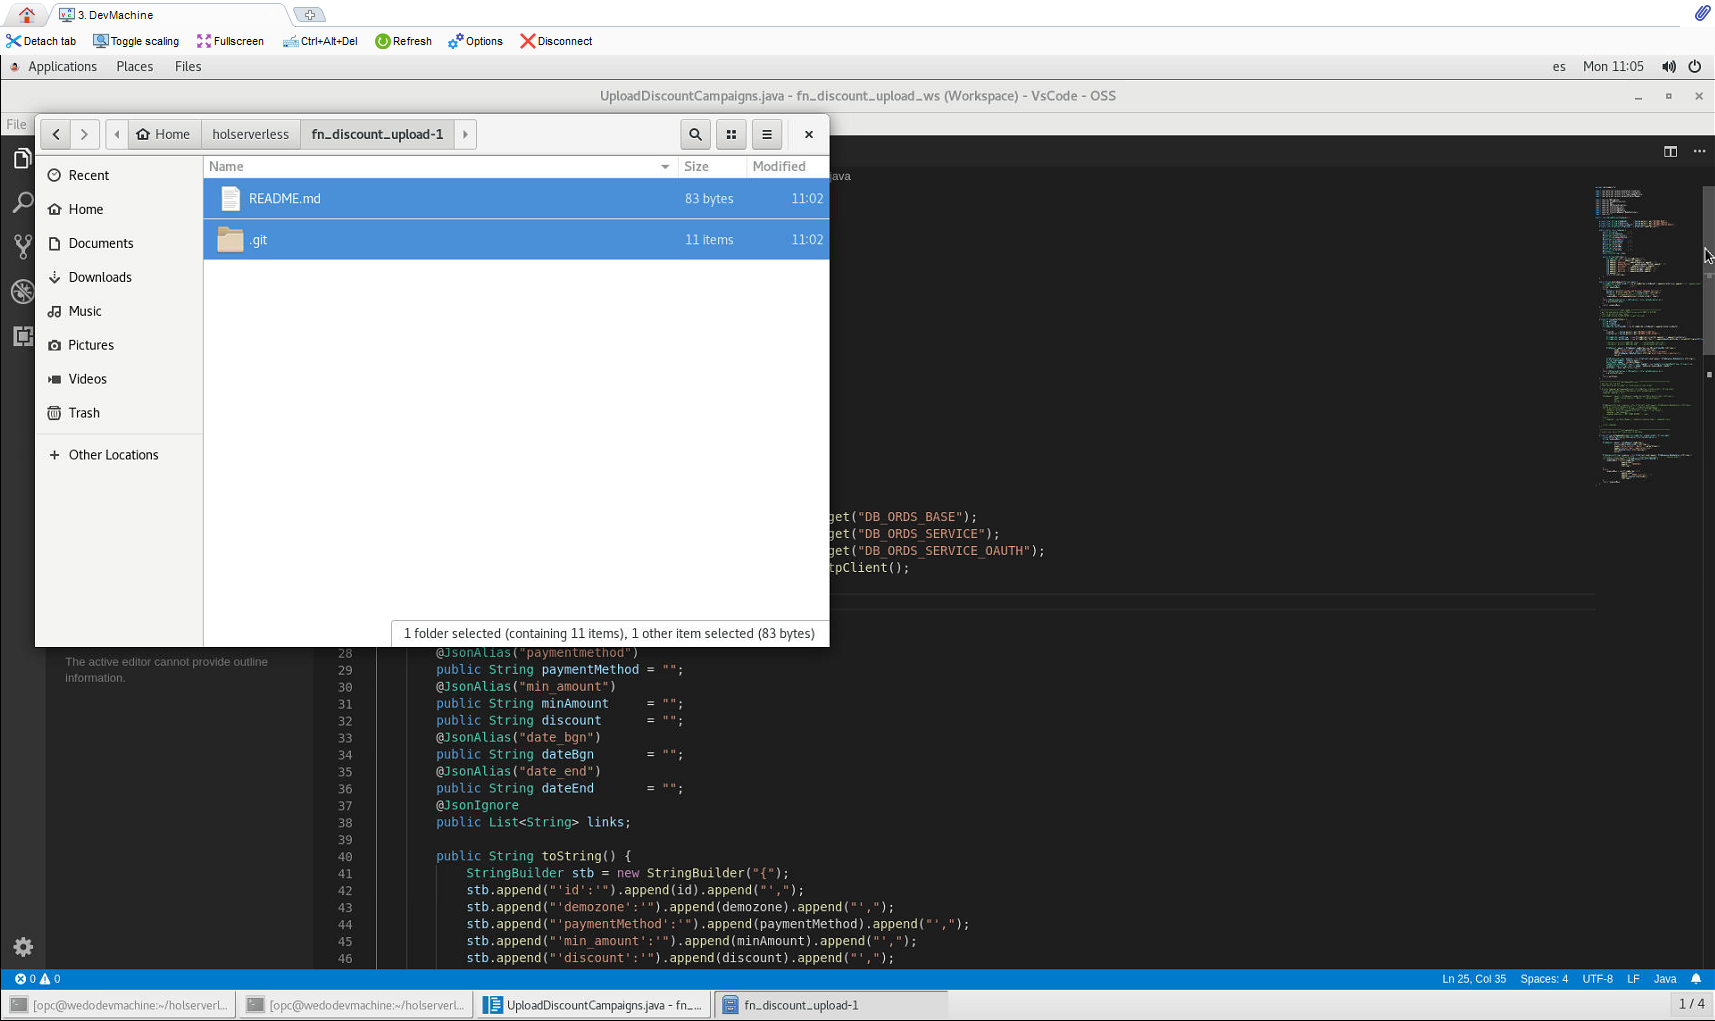 3. DevMachine
Detach tab Toggle scaling Fullscreen Ctrl+Alt+Del Refresh Options Disconnect
Applications Places Files es Mon 11:05
UploadDiscountCampaigns.java - fn_discount_upload_ws (Workspace) - VsCode - OSS
File
Home holserverless fn_discount_upload-1
Name Size Modified
java
Recent
README.md 83 bytes 11:02
Home
.git 11 items 11:02
Documents
Downloads
Music
Pictures
Videos
Trash
Other Locations
get("DB_ORDS_BASE");
get("DB_ORDS_SERVICE");
get("DB_ORDS_SERVICE_OAUTH");
tpClient();
1 folder selected (containing 11 items), 1 other item selected (83 bytes)
The active editor cannot provide outline
information.
28 @JsonAlias("paymentmethod")
29 public String paymentMethod = "";
30 @JsonAlias("min_amount")
31 public String minAmount = "";
32 public String discount = "";
33 @JsonAlias("date_bgn")
34 public String dateBgn = "";
35 @JsonAlias("date_end")
36 public String dateEnd = "";
37 @JsonIgnore
38 public List<String> links;
39
40 public String toString() {
41 StringBuilder stb = new StringBuilder("{");
42 stb.append("'id':'").append(id).append("',");
43 stb.append("'demozone':'").append(demozone).append("',");
44 stb.append("'paymentMethod':'").append(paymentMethod).append("',");
45 stb.append("'min_amount':'").append(minAmount).append("',");
46 stb.append("'discount':'").append(discount).append("',");
0 0 Ln 25, Col 35 Spaces: 4 UTF-8 LF Java
[opc@wedodevmachine:~/holserverl... [opc@wedodevmachine:~/holserverl... UploadDiscountCampaigns.java - fn_... fn_discount_upload-1 1 / 4